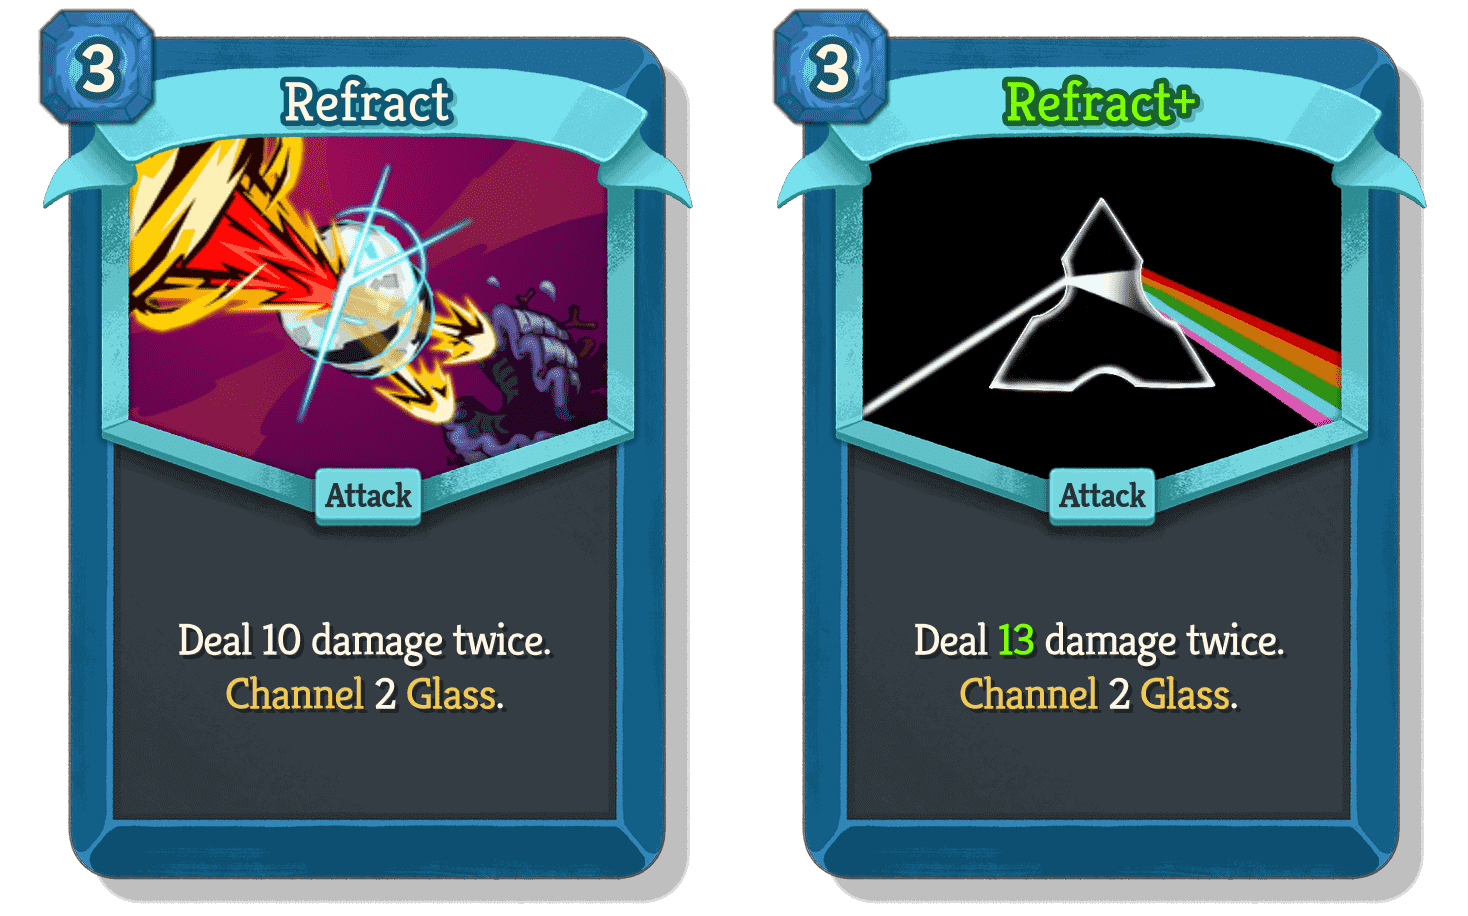 3
Refract
Attack
Deal 10 damage twice.
Channel 2 Glass.
3
Refract+
Attack
Deal 13 damage twice.
Channel 2 Glass.